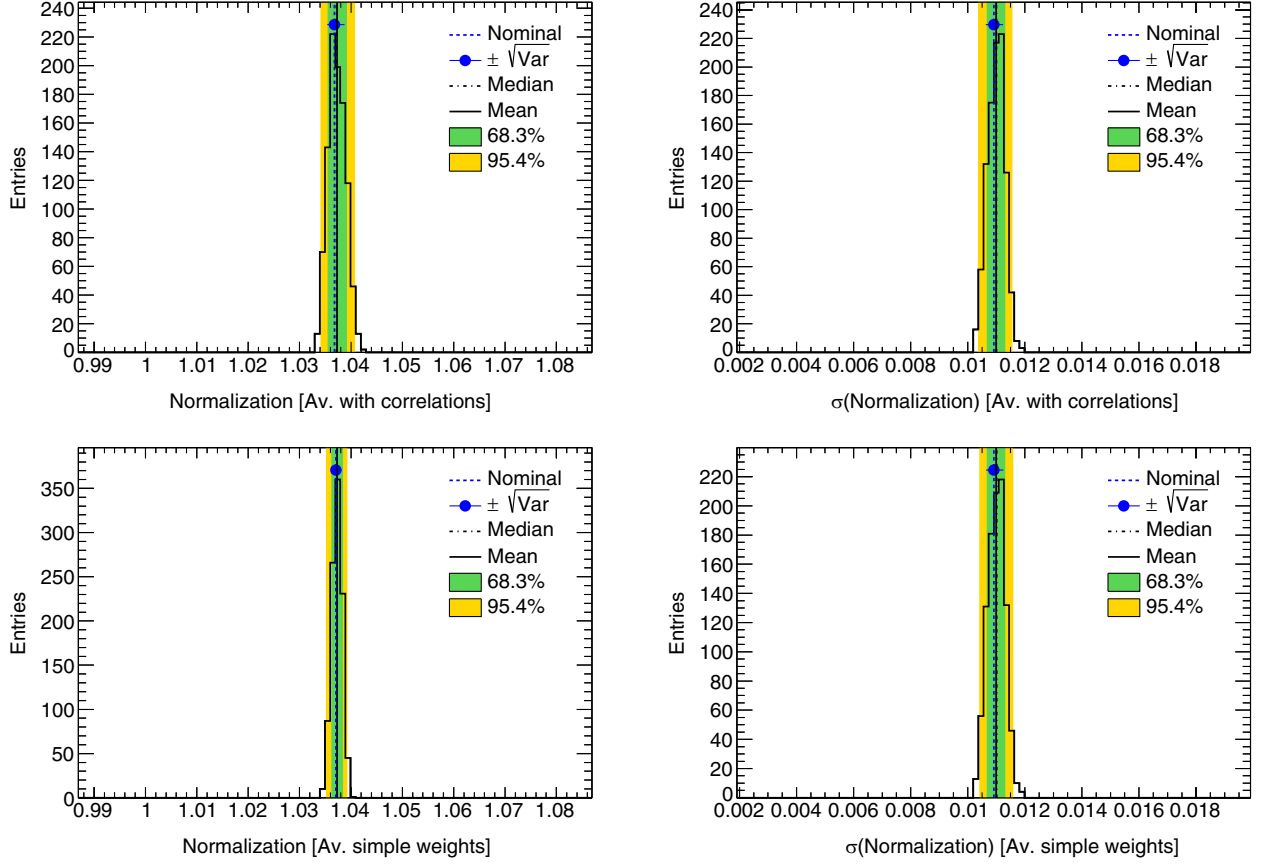 240
220
200
180
160
140
120
100
80
60
40
20
0
Entries
0.99 1 1.01 1.02 1.03 1.04 1.05 1.06 1.07 1.08
Normalization [Av. with correlations]
Nominal
± √Var
Median
Mean
68.3%
95.4%
240
220
200
180
160
140
120
100
80
60
40
20
0
Entries
0.002 0.004 0.006 0.008 0.01 0.012 0.014 0.016 0.018
σ(Normalization) [Av. with correlations]
Nominal
± √Var
Median
Mean
68.3%
95.4%
350
300
250
200
150
100
50
0
Entries
0.99 1 1.01 1.02 1.03 1.04 1.05 1.06 1.07 1.08
Normalization [Av. simple weights]
Nominal
± √Var
Median
Mean
68.3%
95.4%
220
200
180
160
140
120
100
80
60
40
20
0
Entries
0.002 0.004 0.006 0.008 0.01 0.012 0.014 0.016 0.018
σ(Normalization) [Av. simple weights]
Nominal
± √Var
Median
Mean
68.3%
95.4%